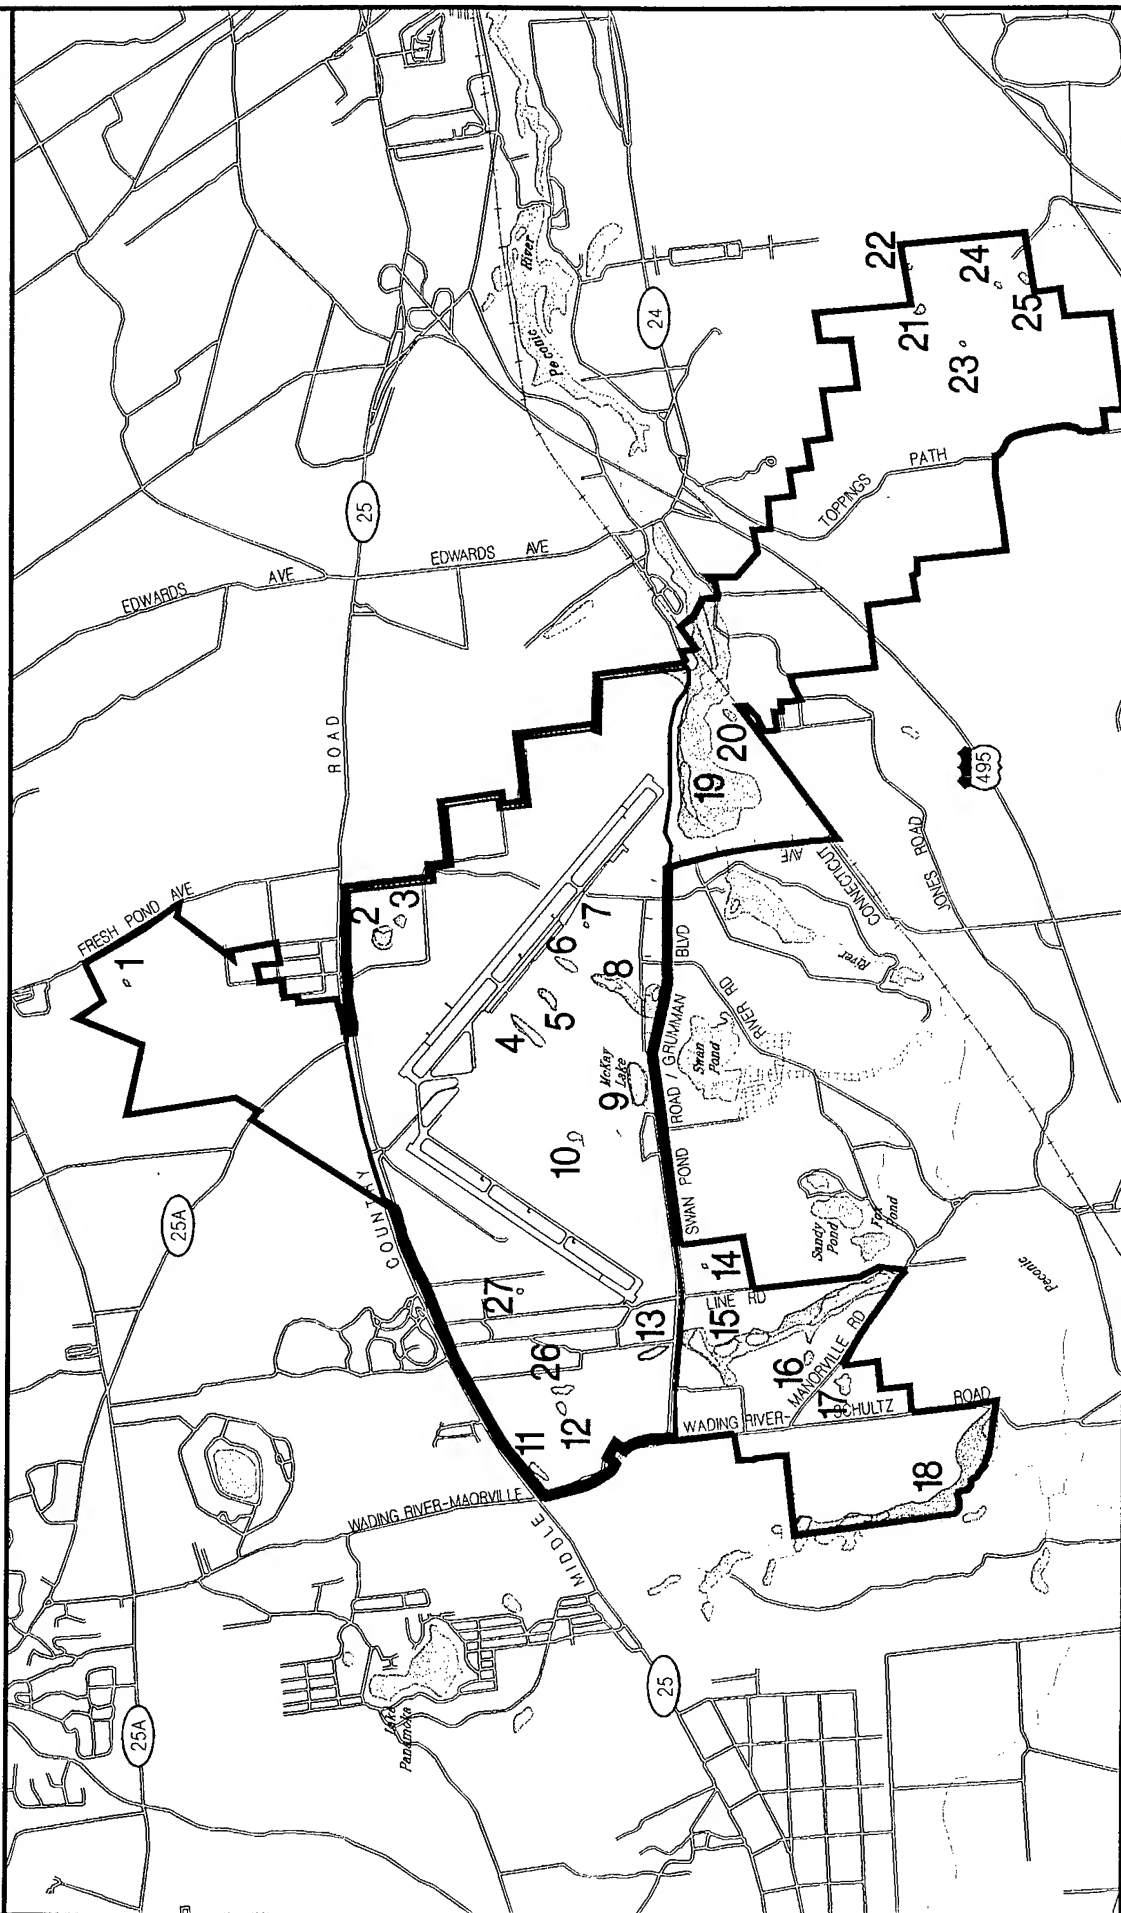 25A
25A
Lake
Panamoka
WADING RIVER-MAORVILLE
MIDDLE
COUNTRY
ROAD
25
25
FRESH POND AVE
EDWARDS
AVE
EDWARDS
AVE
1
2
3
4
5
6
7
8
9
McKay
Lake
10
11
12
26
27
13
14
15
16
17
18
19
20
21
22
23
24
25
SWAN POND
ROAD / GRUMMAN
BLVD
RIVER RD
Swan
Pond
Sandy
Pond
Fox
Pond
LINE RD
WADING RIVER-
MANORVILLE RD
SCHULTZ
ROAD
Peconic
River
CONNECTICUT
AVE
JONES ROAD
495
TOPPINGS
PATH
24
Peconic
River